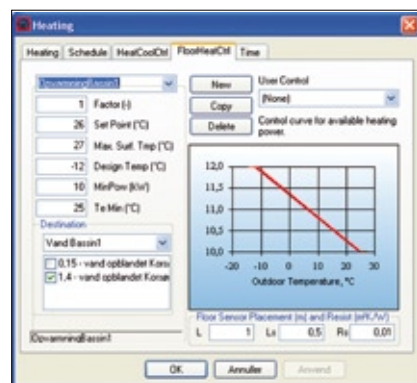 Heating
Heating Schedule HeatCoolCtrl FloorHeatCtrl Time
OpvarmningBassin1
1 Factor (-)
26 Set Point (°C)
27 Max. Surf. Tmp (°C)
-12 Design Temp (°C)
10 MinPow (kW)
25 Te Min (°C)
Destination
Vand Bassin1
0,15 - vand opblandet
1,4 - vand opblandet
OpvarmningBassin1
New
Copy
Delete
User Control
(None)
Control curve for available heating
power.
12,0
11,5
11,0
10,5
10,0
-20 -10 0 10 20 30
Outdoor Temperature, °C
Floor Sensor Placement (m) and Resist (m²K/W)
L 1 Ls 0,5 Rs 0,01
OK Annuller Anvend